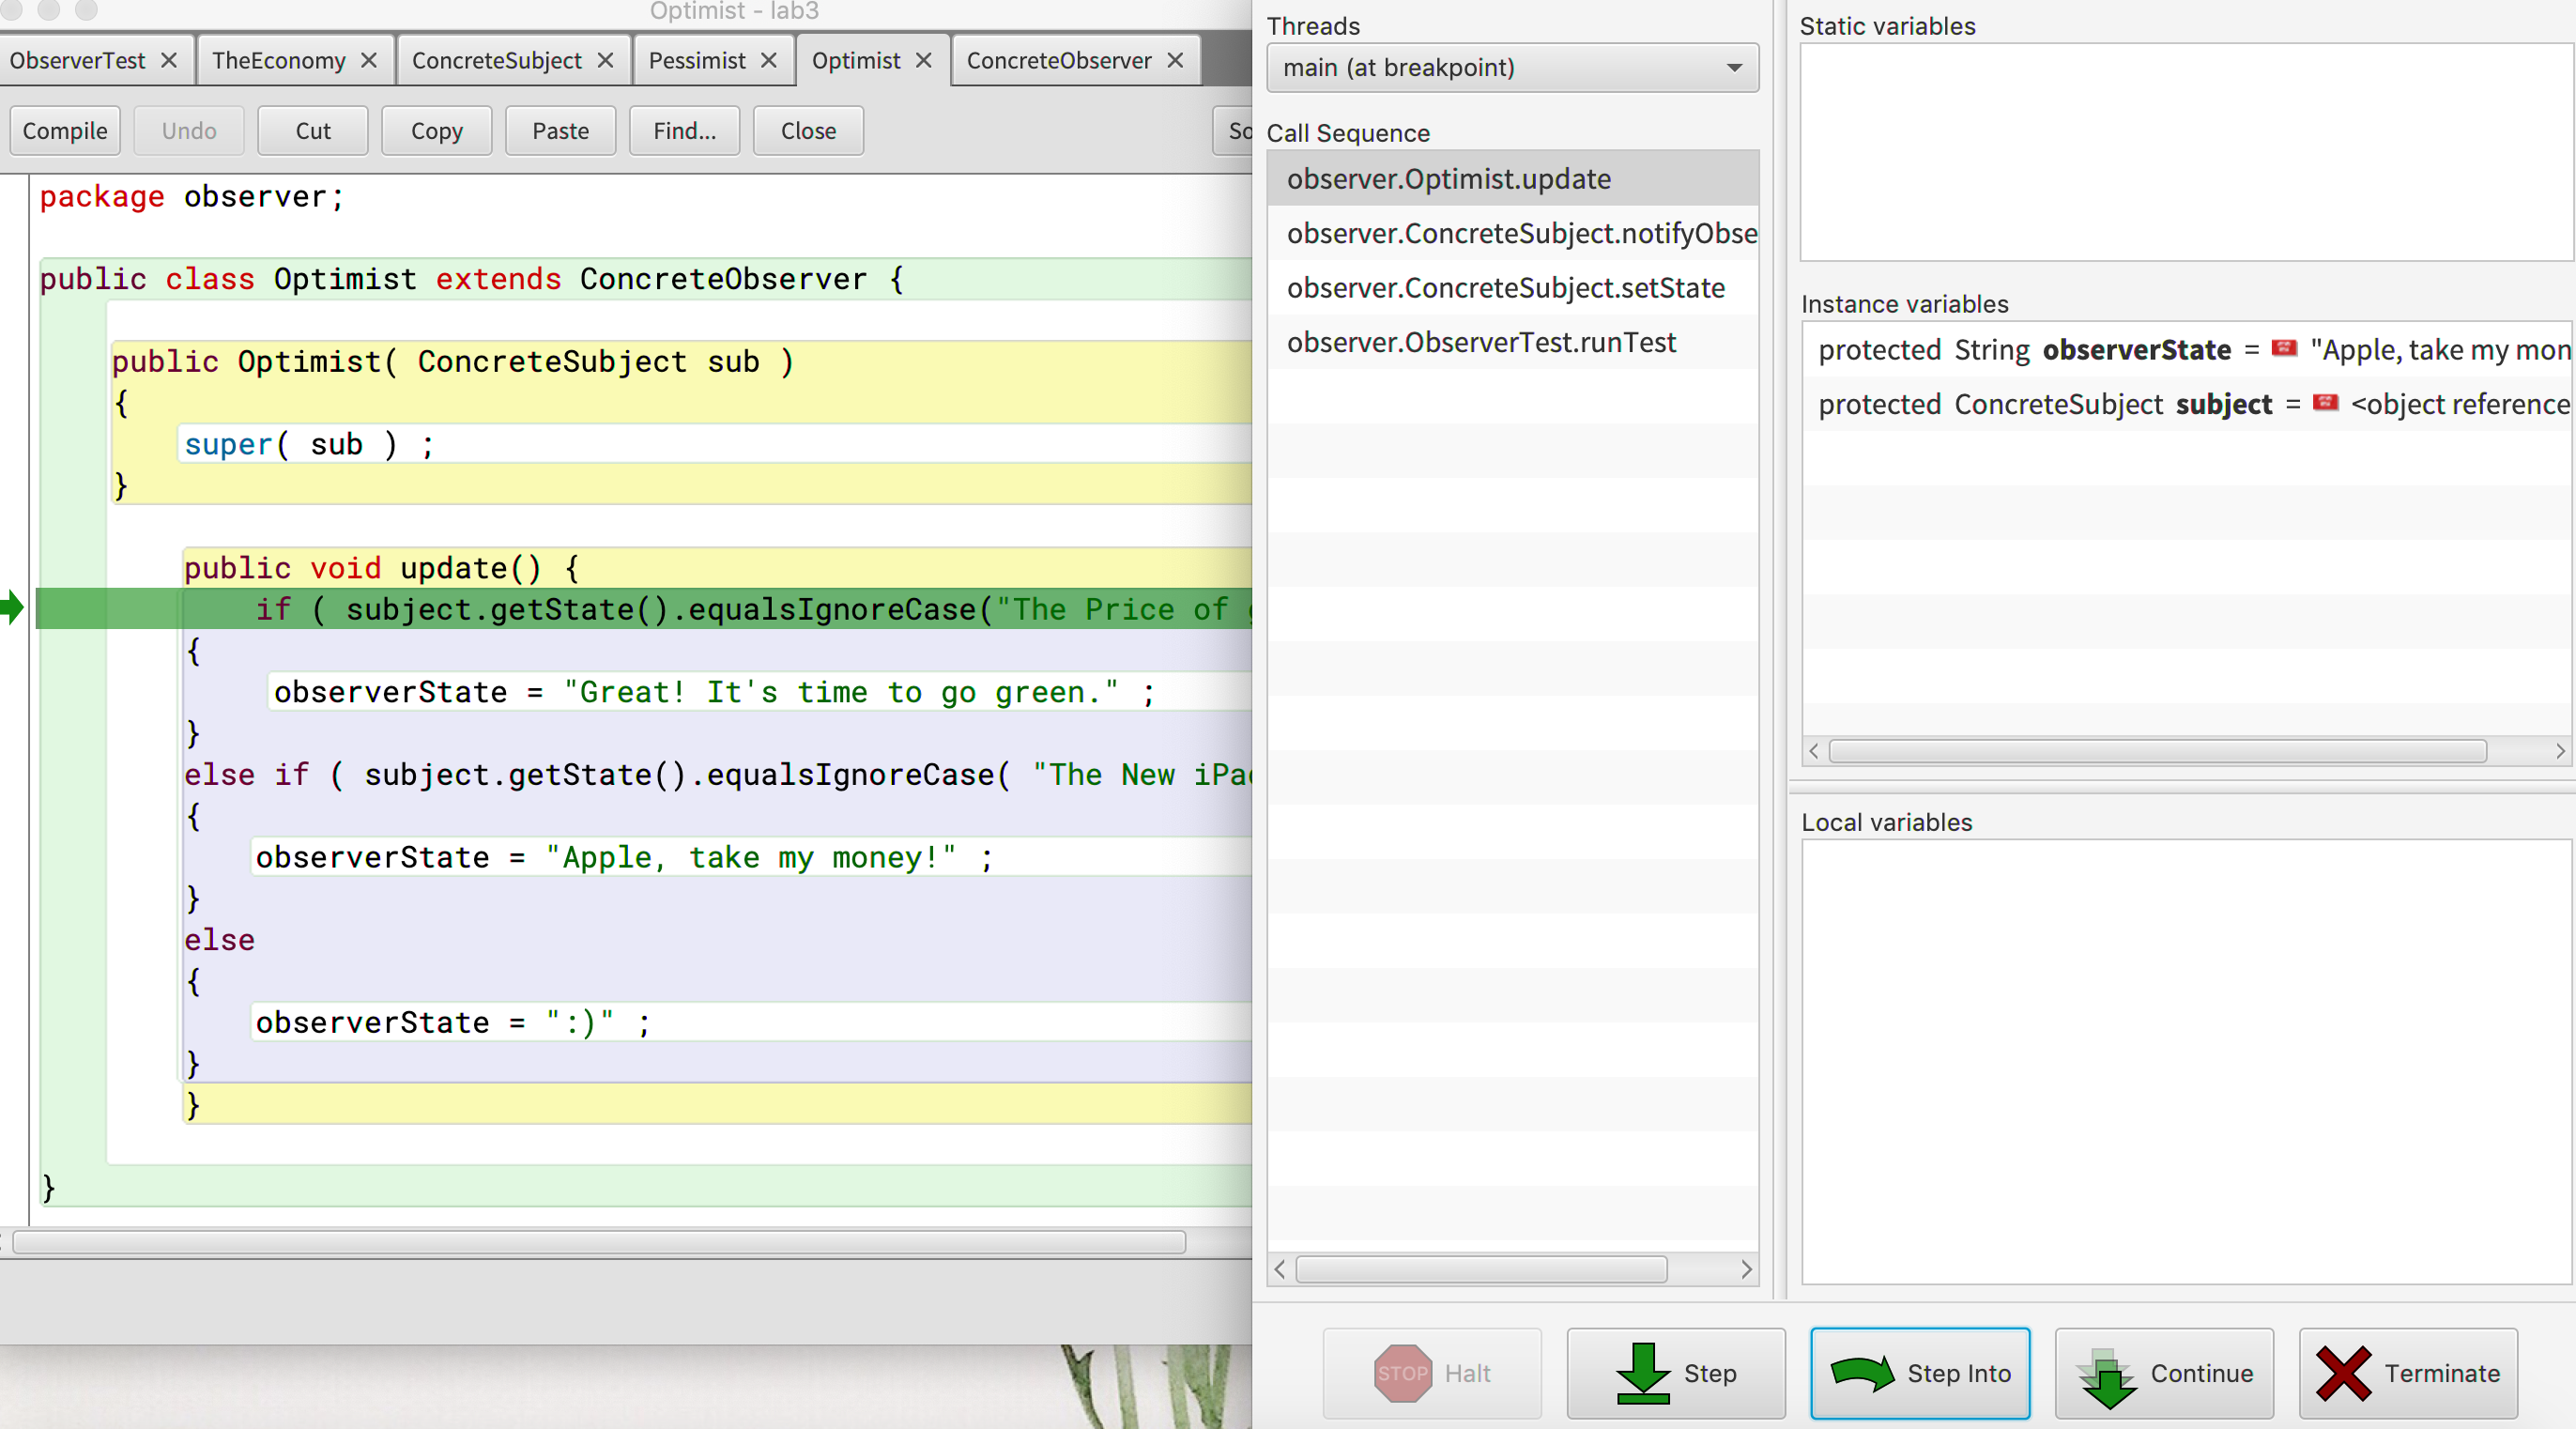 Optimist - lab3
ObserverTest
TheEconomy
ConcreteSubject
Pessimist
Optimist
ConcreteObserver
Compile
Undo
Cut
Copy
Paste
Find...
Close
So
package observer;
public class Optimist extends ConcreteObserver {
public Optimist( ConcreteSubject sub )
{
super( sub ) ;
}
public void update() {
if ( subject.getState().equalsIgnoreCase("The Price of
{
observerState = "Great! It's time to go green." ;
}
else if ( subject.getState().equalsIgnoreCase( "The New iPad
{
observerState = "Apple, take my money!" ;
}
else
{
observerState = ":)" ;
}
}
}
Threads
main (at breakpoint)
Call Sequence
observer.Optimist.update
observer.ConcreteSubject.notifyObse
observer.ConcreteSubject.setState
observer.ObserverTest.runTest
Static variables
Instance variables
protected String observerState = "Apple, take my mon
protected ConcreteSubject subject = <object reference
Local variables
STOP Halt
Step
Step Into
Continue
Terminate